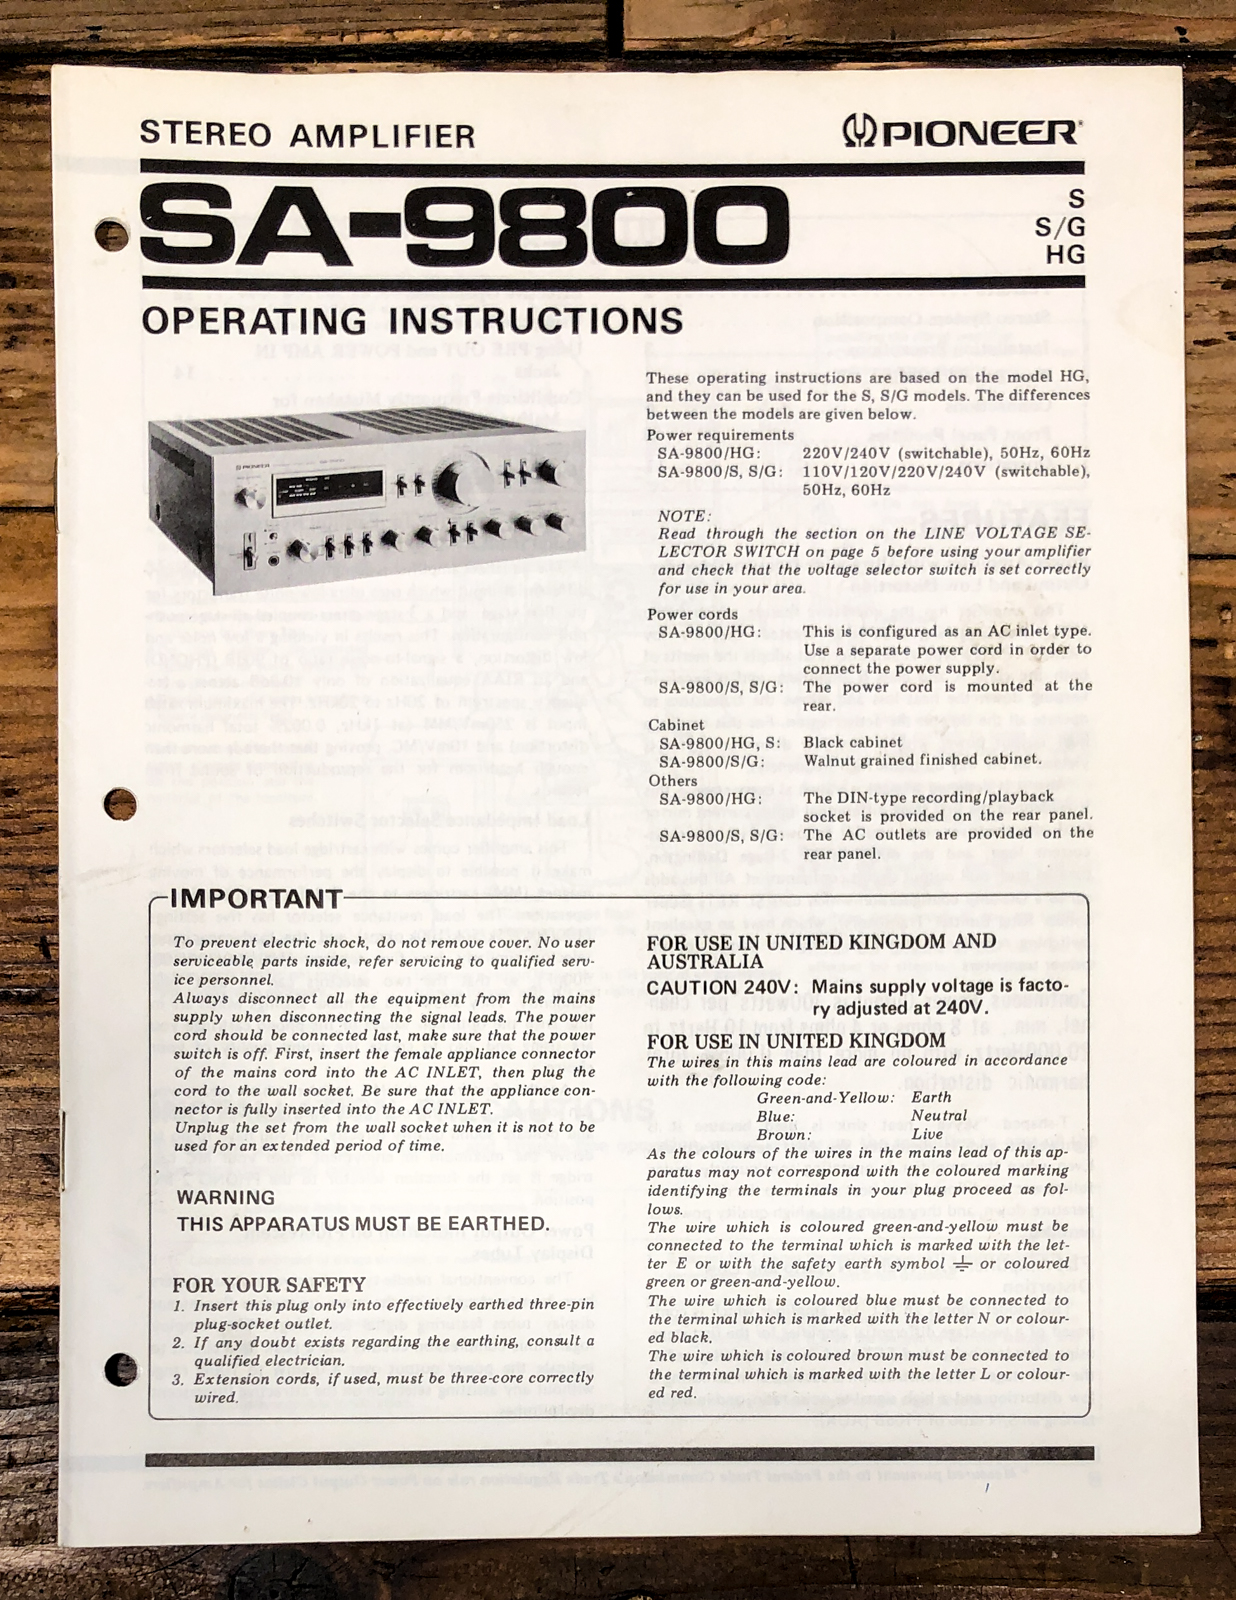 STEREO AMPLIFIER
PIONEER®
SA-9800
S
S/G
HG
OPERATING INSTRUCTIONS
PIONEER
These operating instructions are based on the model HG,
and they can be used for the S, S/G models. The differences
between the models are given below.
Power requirements
SA-9800/HG: 220V/240V (switchable), 50Hz, 60Hz
SA-9800/S, S/G: 110V/120V/220V/240V (switchable),
50Hz, 60Hz
NOTE:
Read through the section on the LINE VOLTAGE SE-
LECTOR SWITCH on page 5 before using your amplifier
and check that the voltage selector switch is set correctly
for use in your area.
Power cords
SA-9800/HG: This is configured as an AC inlet type.
Use a separate power cord in order to
connect the power supply.
SA-9800/S, S/G: The power cord is mounted at the
rear.
Cabinet
SA-9800/HG, S: Black cabinet
SA-9800/S/G: Walnut grained finished cabinet.
Others
SA-9800/HG: The DIN-type recording/playback
socket is provided on the rear panel.
SA-9800/S, S/G: The AC outlets are provided on the
rear panel.
IMPORTANT
To prevent electric shock, do not remove cover. No user
serviceable parts inside, refer servicing to qualified serv-
ice personnel.
Always disconnect all the equipment from the mains
supply when disconnecting the signal leads. The power
cord should be connected last, make sure that the power
switch is off. First, insert the female appliance connector
of the mains cord into the AC INLET, then plug the
cord to the wall socket. Be sure that the appliance con-
nector is fully inserted into the AC INLET.
Unplug the set from the wall socket when it is not to be
used for an extended period of time.
WARNING
THIS APPARATUS MUST BE EARTHED.
FOR YOUR SAFETY
1. Insert this plug only into effectively earthed three-pin
plug-socket outlet.
2. If any doubt exists regarding the earthing, consult a
qualified electrician.
3. Extension cords, if used, must be three-core correctly
wired.
FOR USE IN UNITED KINGDOM AND
AUSTRALIA
CAUTION 240V: Mains supply voltage is facto-
ry adjusted at 240V.
FOR USE IN UNITED KINGDOM
The wires in this mains lead are coloured in accordance
with the following code:
Green-and-Yellow: Earth
Blue: Neutral
Brown: Live
As the colours of the wires in the mains lead of this ap-
paratus may not correspond with the coloured marking
identifying the terminals in your plug proceed as fol-
lows.
The wire which is coloured green-and-yellow must be
connected to the terminal which is marked with the let-
ter E or with the safety earth symbol ⏚ or coloured
green or green-and-yellow.
The wire which is coloured blue must be connected to
the terminal which is marked with the letter N or colour-
ed black.
The wire which is coloured brown must be connected to
the terminal which is marked with the letter L or colour-
ed red.